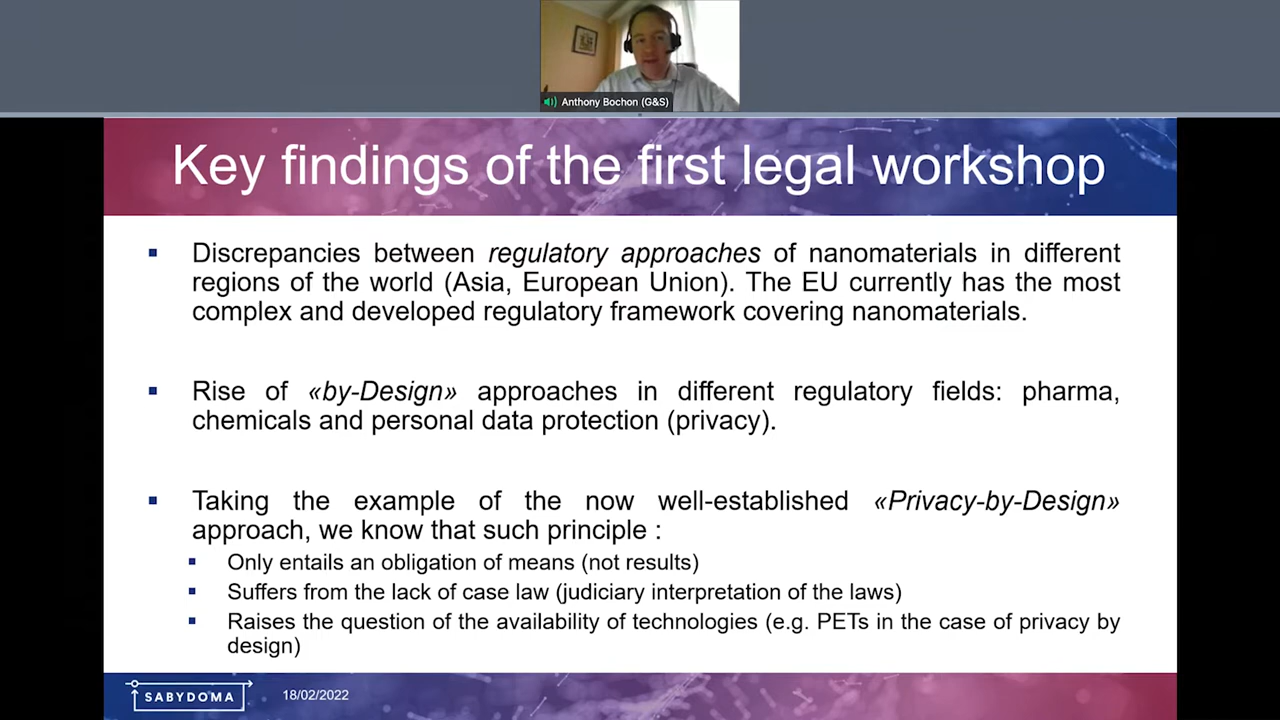 Anthony Bochon (G&S)
Key findings of the first legal workshop
▪ Discrepancies between regulatory approaches of nanomaterials in different
regions of the world (Asia, European Union). The EU currently has the most
complex and developed regulatory framework covering nanomaterials.
▪ Rise of «by-Design» approaches in different regulatory fields: pharma,
chemicals and personal data protection (privacy).
▪ Taking the example of the now well-established «Privacy-by-Design»
approach, we know that such principle :
▪ Only entails an obligation of means (not results)
▪ Suffers from the lack of case law (judiciary interpretation of the laws)
▪ Raises the question of the availability of technologies (e.g. PETs in the case of privacy by
design)
SABYDOMA
18/02/2022